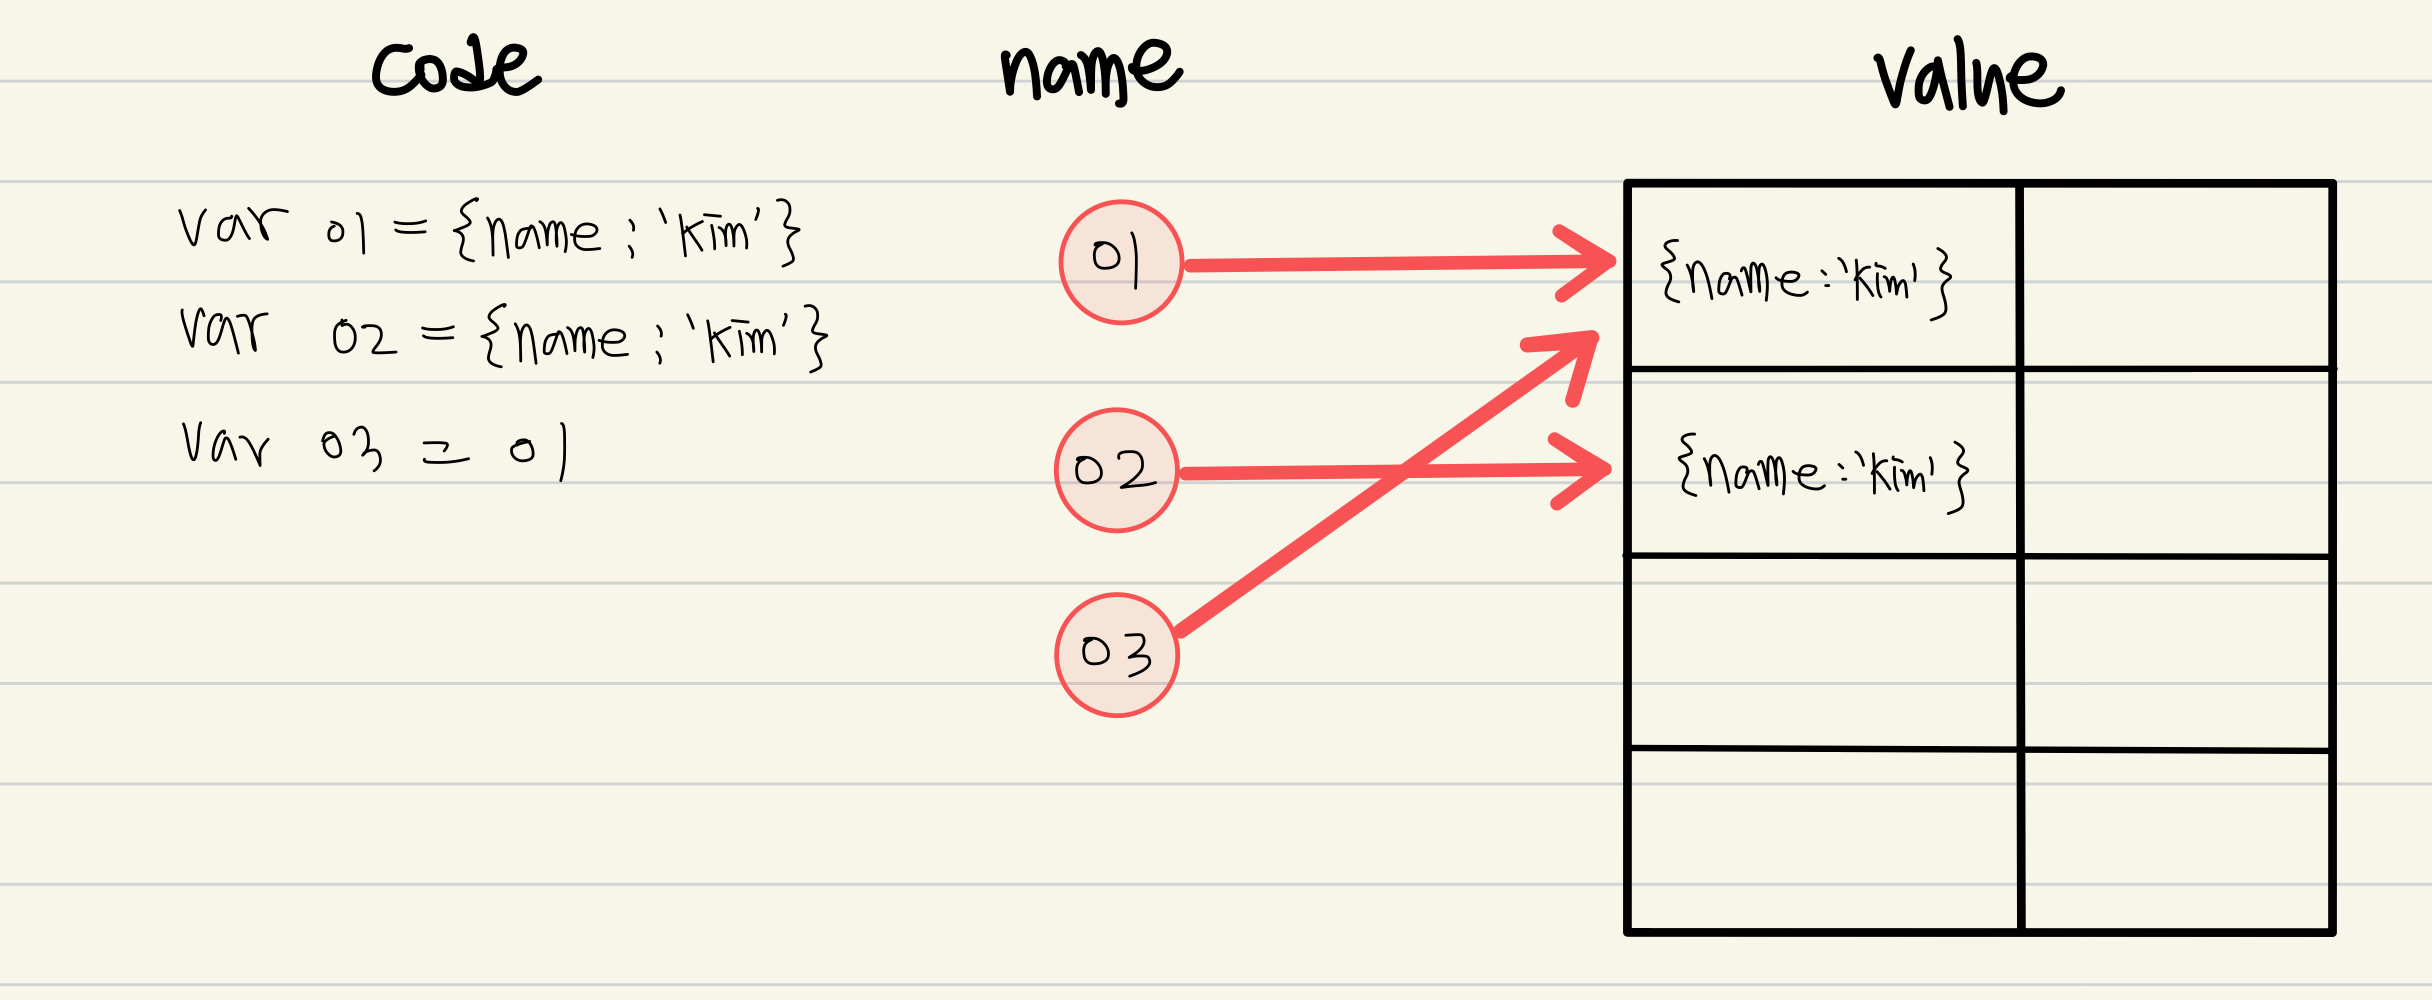 code
name
value
var o1 = {name : 'kim'}
var o2 = {name : 'kim'}
var o3 = o1
o1
o2
o3
{name : 'kim'}
{name : 'kim'}